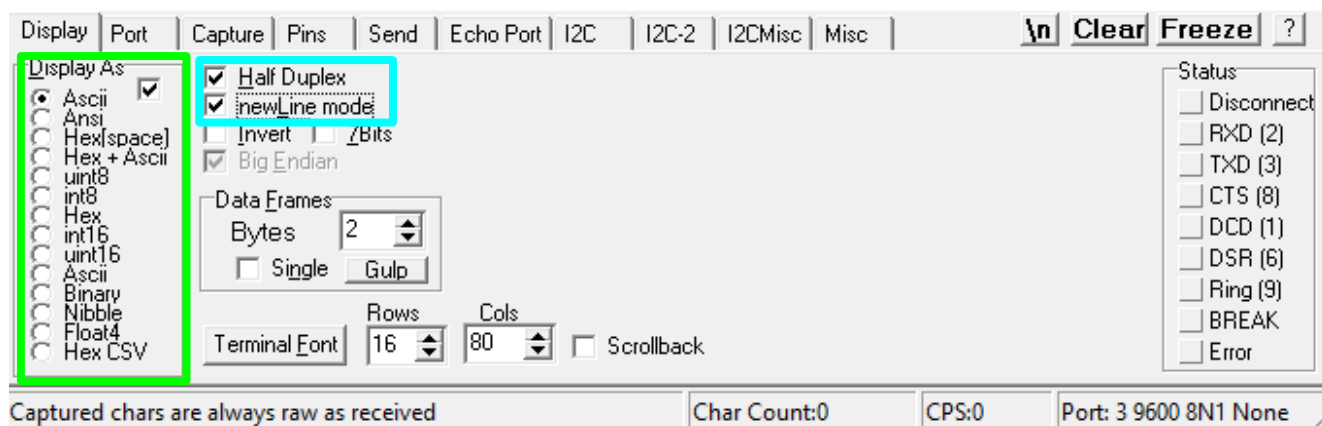 Display Port Capture Pins Send Echo Port I2C I2C-2 I2CMisc Misc \n Clear Freeze ?
Display As
Ascii
Ansi
Hex[space]
Hex + Ascii
uint8
int8
Hex
int16
uint16
Ascii
Binary
Nibble
Float4
Hex CSV
Half Duplex
newLine mode
Invert 7Bits
Big Endian
Data Frames
Bytes 2
Single Gulp
Rows Cols
Terminal Font 16 80 Scrollback
Status
Disconnect
RXD (2)
TXD (3)
CTS (8)
DCD (1)
DSR (6)
Ring (9)
BREAK
Error
Captured chars are always raw as received Char Count:0 CPS:0 Port: 3 9600 8N1 None